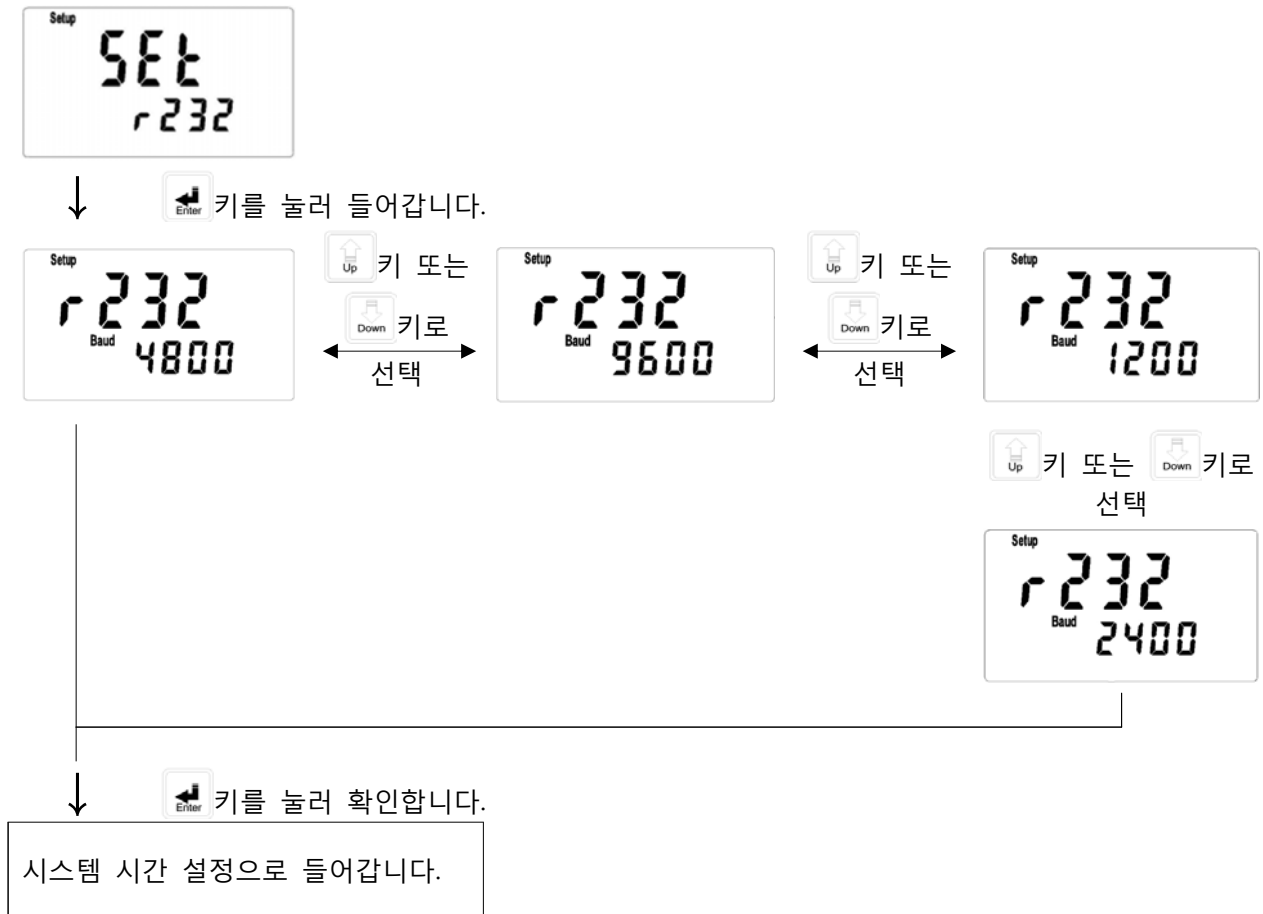 Setup
SEt
r232
Enter 키를 눌러 들어갑니다.
Setup
r232
Baud 4800
Up 키 또는
Down 키로
선택
Setup
r232
Baud 9600
Up 키 또는
Down 키로
선택
Setup
r232
Baud 1200
Up 키 또는 Down 키로
선택
Setup
r232
Baud 2400
Enter 키를 눌러 확인합니다.
시스템 시간 설정으로 들어갑니다.